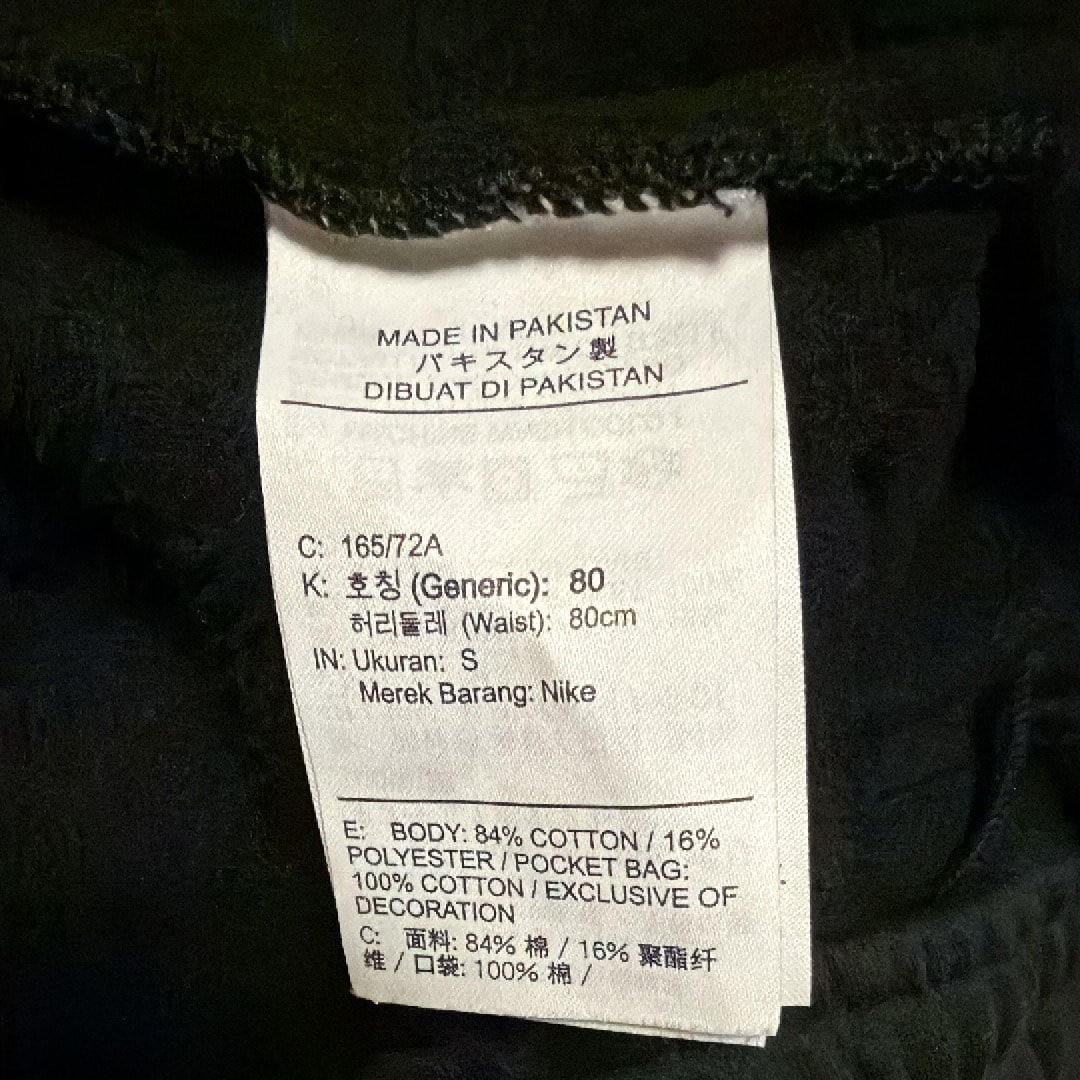 MADE IN PAKISTAN
パキスタン製
DIBUAT DI PAKISTAN
C: 165/72A
K: 호칭 (Generic): 80
허리둘레 (Waist): 80cm
IN: Ukuran: S
Merek Barang: Nike
E: BODY: 84% COTTON / 16%
POLYESTER / POCKET BAG:
100% COTTON / EXCLUSIVE OF
DECORATION
C: 面料: 84% 棉 / 16% 聚酯纤
维 / 口袋: 100% 棉 /